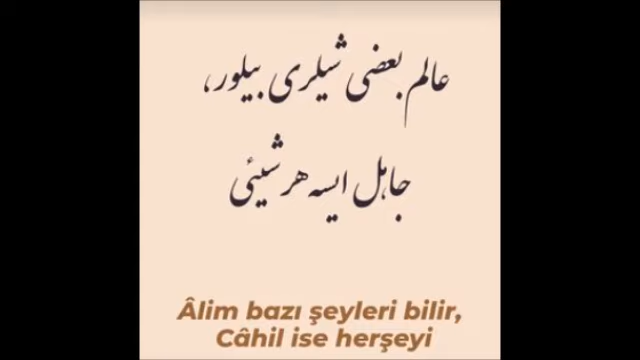 عالم بعضی شیلری بیلور،
جاهل ایسه هر شیئی
Âlim bazı şeyleri bilir,
Câhil ise herşeyi